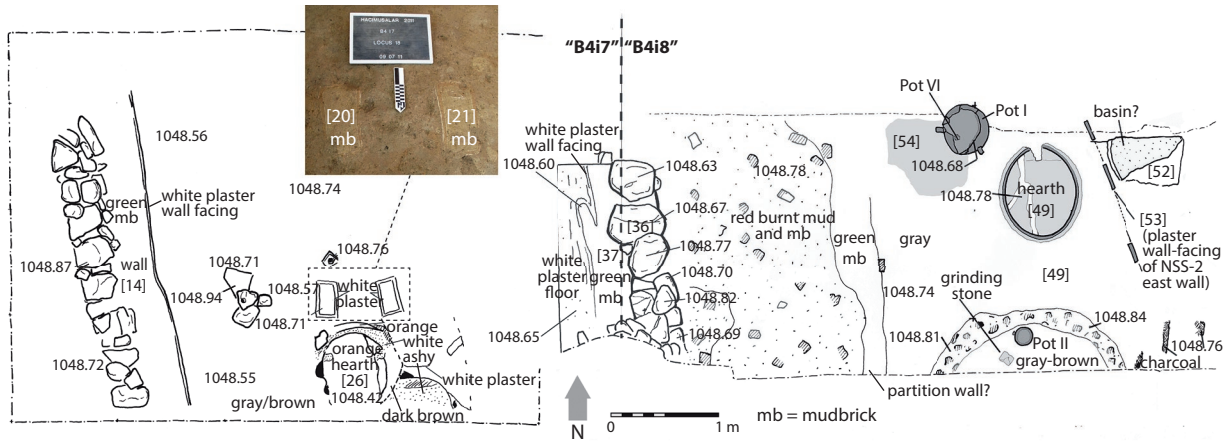 HACIMUSALAR 2011
B4 I7
LOCUS 15
09 07 11
[20]
mb
[21]
mb
"B4i7"
"B4i8"
1048.56
green
mb
white plaster
wall facing
1048.74
1048.87
wall
[14]
1048.71
1048.94
1048.57
1048.71
1048.76
white
plaster
1048.72
1048.55
gray/brown
orange
white
ashy
orange
hearth
[26]
1048.42
dark brown
white plaster
white plaster
wall facing
1048.60
1048.63
1048.67
[36]
[37]
1048.77
green
mb
1048.70
1048.82
1048.69
white
plaster
floor
1048.65
1048.78
red burnt mud
and mb
green
mb
gray
1048.74
partition wall?
Pot VI
Pot I
[54]
1048.68
1048.78
hearth
[49]
basin?
[52]
[53]
(plaster
wall-facing
of NSS-2
east wall)
[49]
grinding
stone
1048.81
1048.84
Pot II
gray-brown
1048.76
charcoal
N
0
1 m
mb = mudbrick